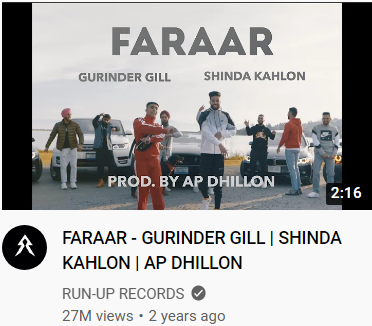 FARAAR
GURINDER GILL SHINDA KAHLON
PROD. BY AP DHILLON
2:16
FARAAR - GURINDER GILL | SHINDA
KAHLON | AP DHILLON
RUN-UP RECORDS
27M views • 2 years ago